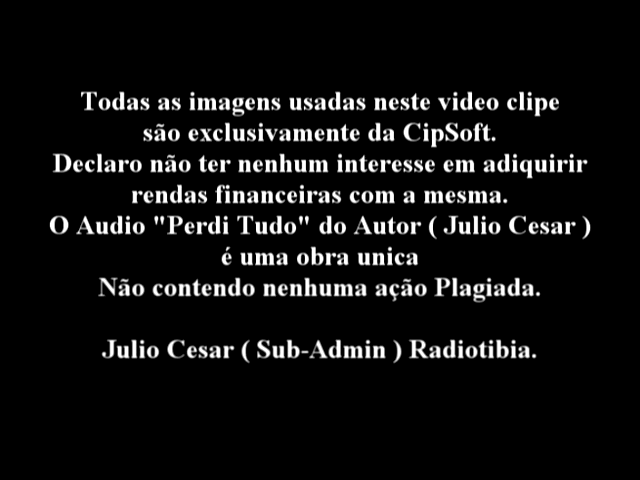 Todas as imagens usadas neste video clipe
são exclusivamente da CipSoft.
Declaro não ter nenhum interesse em adiquirir
rendas financeiras com a mesma.
O Audio "Perdi Tudo" do Autor ( Julio Cesar )
é uma obra unica
Não contendo nenhuma ação Plagiada.
Julio Cesar ( Sub-Admin ) Radiotibia.